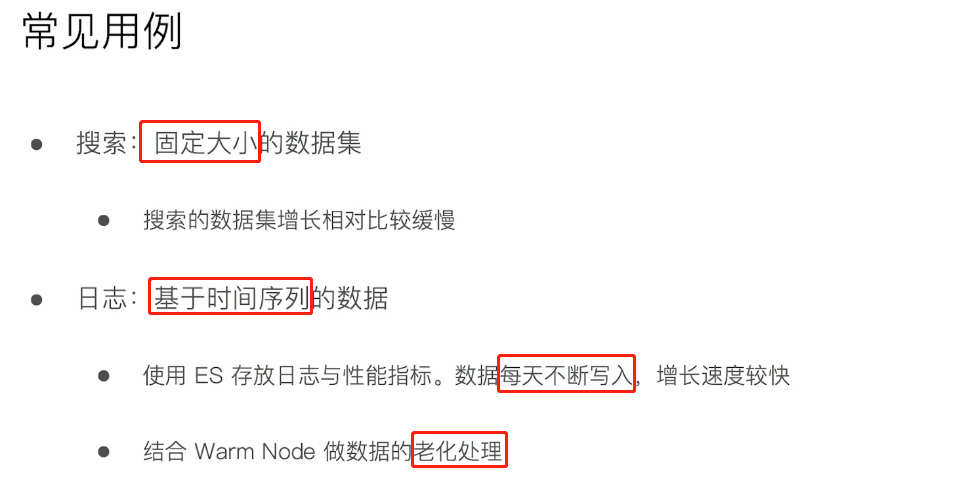 常见用例
搜索：固定大小的数据集
搜索的数据集增长相对比较缓慢
日志：基于时间序列的数据
使用 ES 存放日志与性能指标。数据每天不断写入，增长速度较快
结合 Warm Node 做数据的老化处理